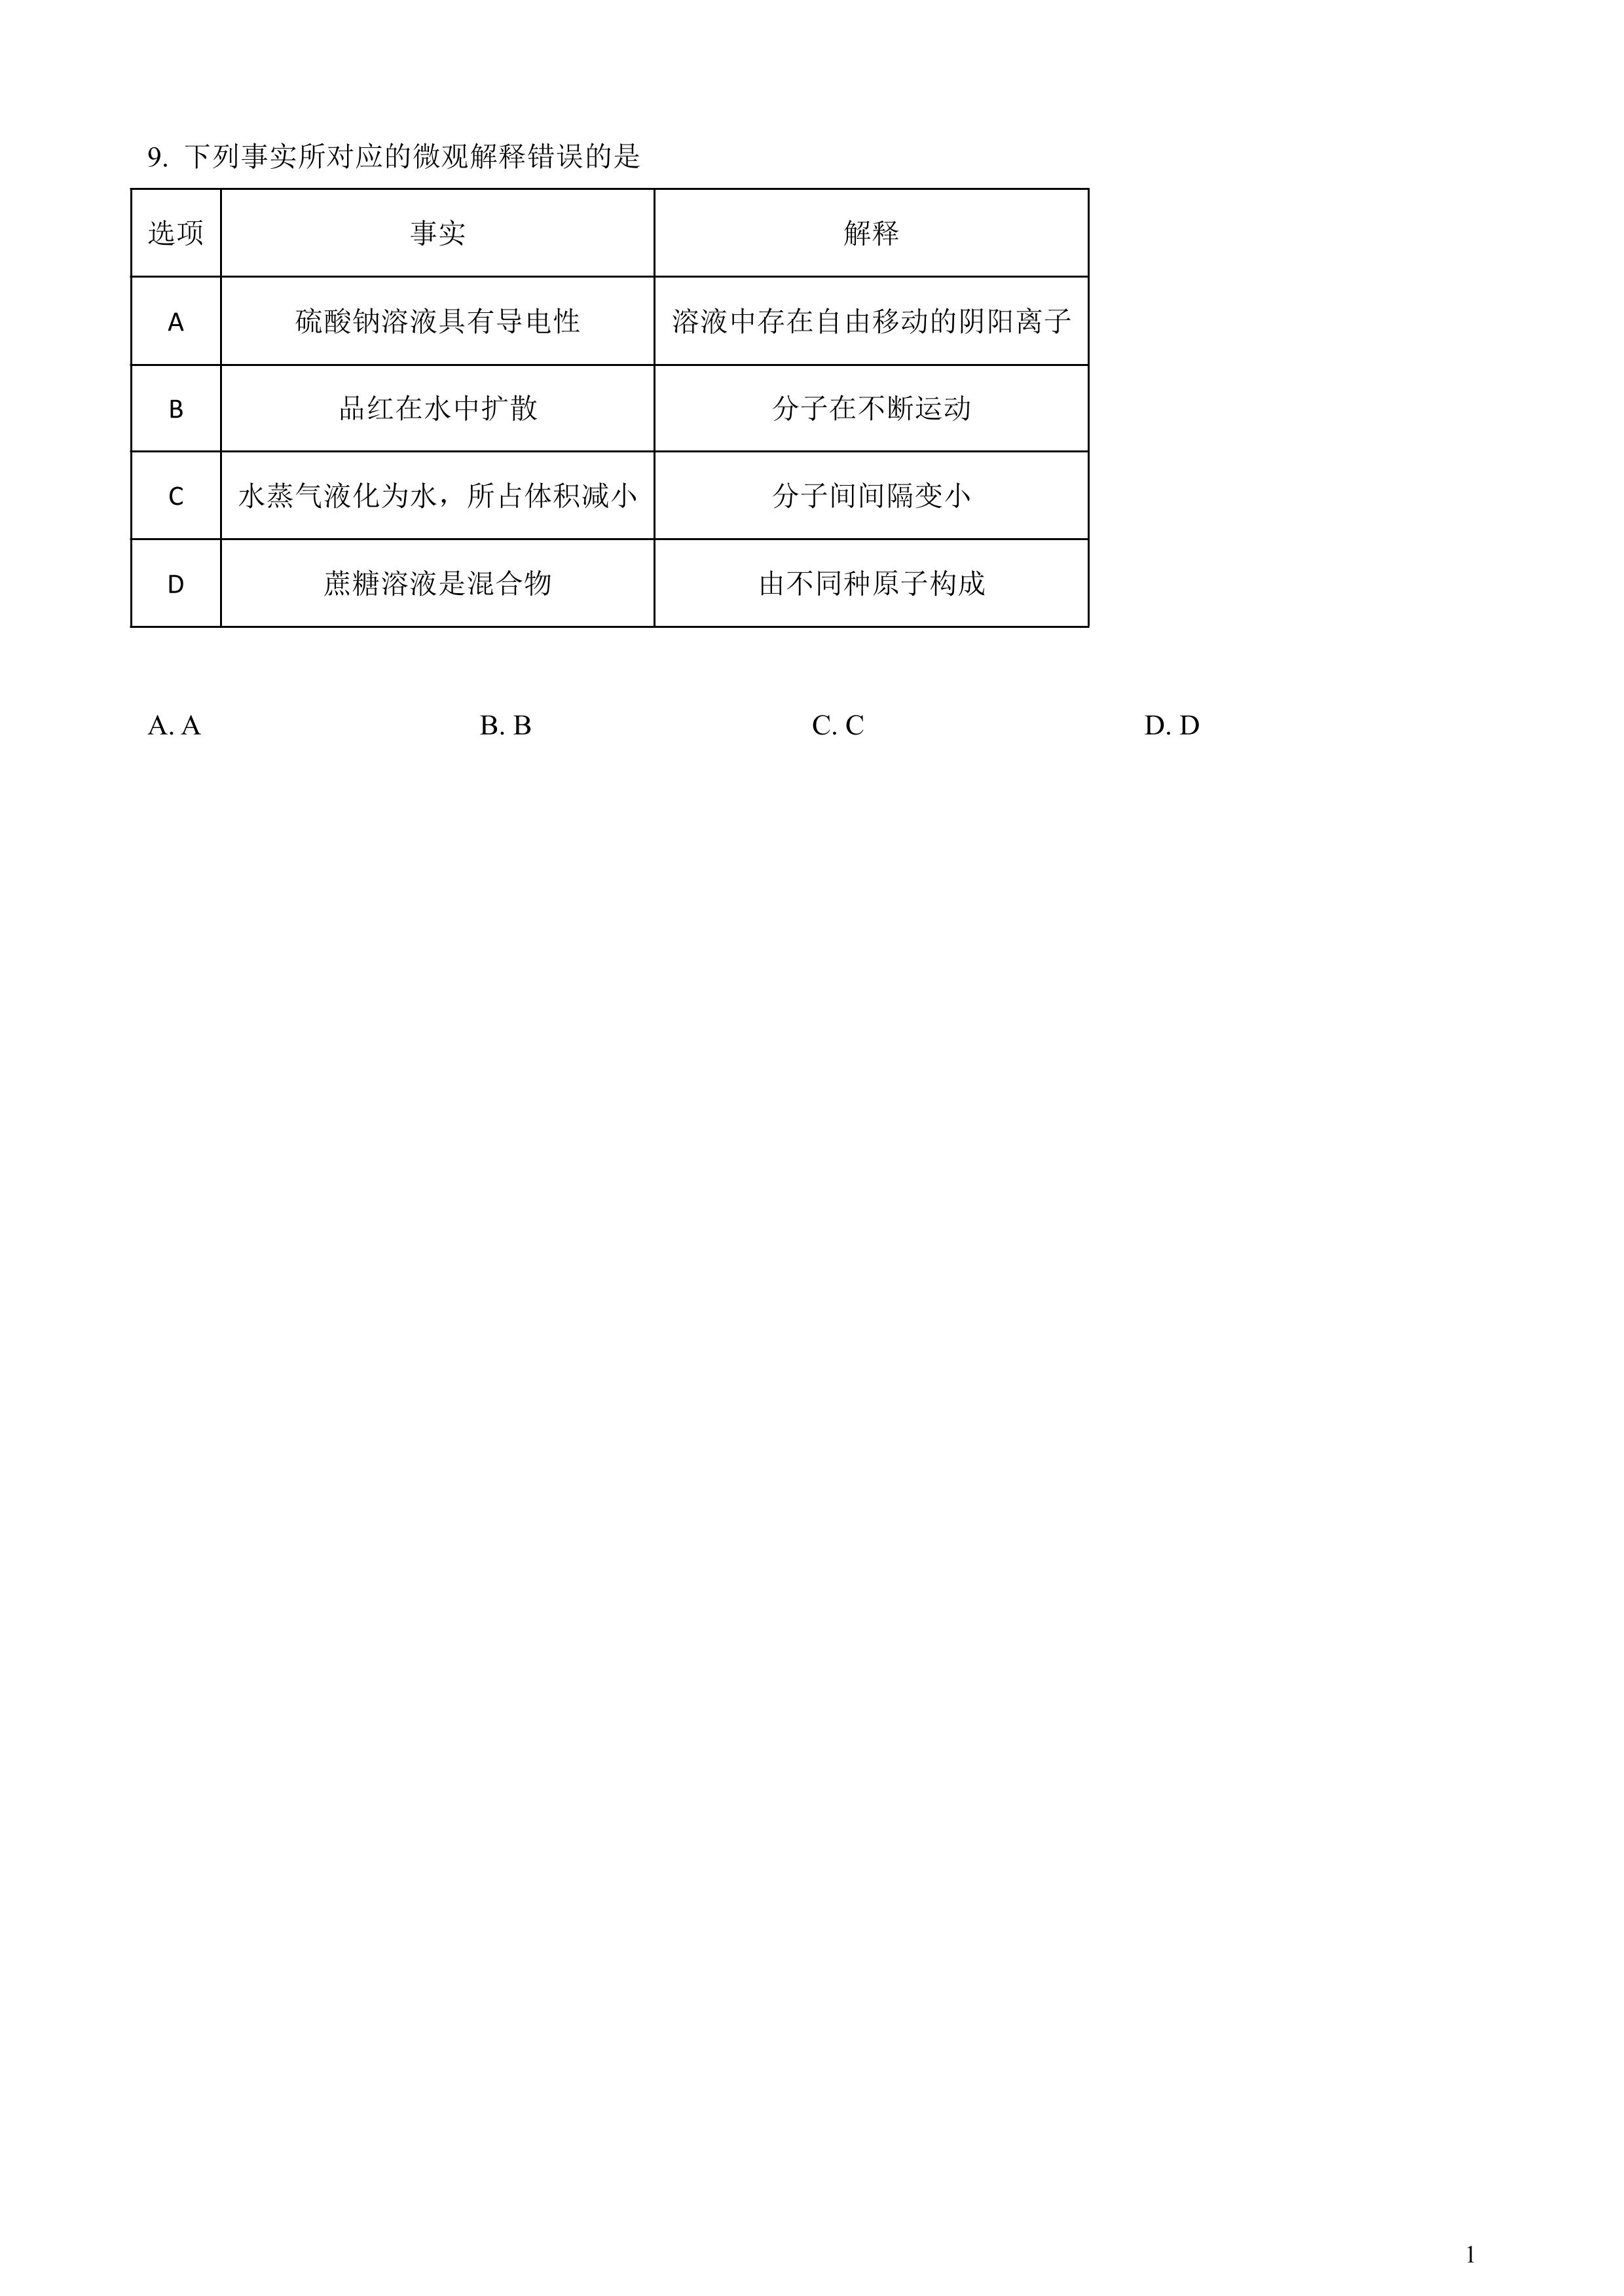 9. 下列事实所对应的微观解释错误的是
选项 事实 解释
A 硫酸钠溶液具有导电性 溶液中存在自由移动的阴阳离子
B 品红在水中扩散 分子在不断运动
C 水蒸气液化为水，所占体积减小 分子间间隔变小
D 蔗糖溶液是混合物 由不同种原子构成
A. A B. B C. C D. D
1